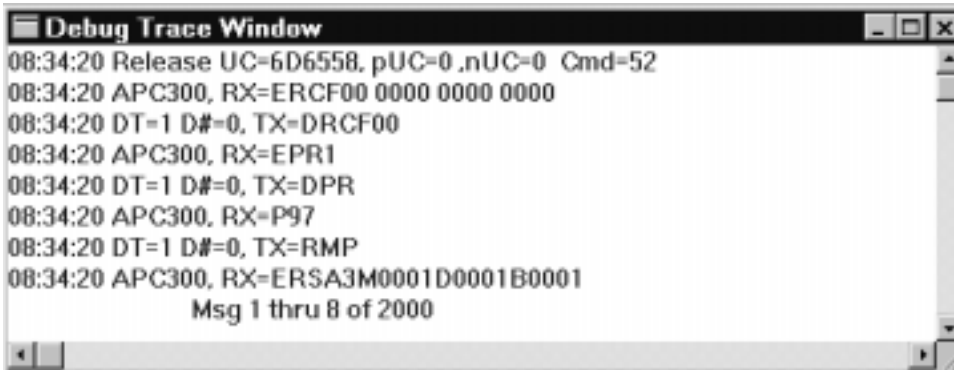 Debug Trace Window
08:34:20 Release UC=6D6558, pUC=0 ,nUC=0 Cmd=52
08:34:20 APC300, RX=ERCF00 0000 0000 0000
08:34:20 DT=1 D#=0, TX=DRCF00
08:34:20 APC300, RX=EPR1
08:34:20 DT=1 D#=0, TX=DPR
08:34:20 APC300, RX=P97
08:34:20 DT=1 D#=0, TX=RMP
08:34:20 APC300, RX=ERSA3M0001D0001B0001
Msg 1 thru 8 of 2000